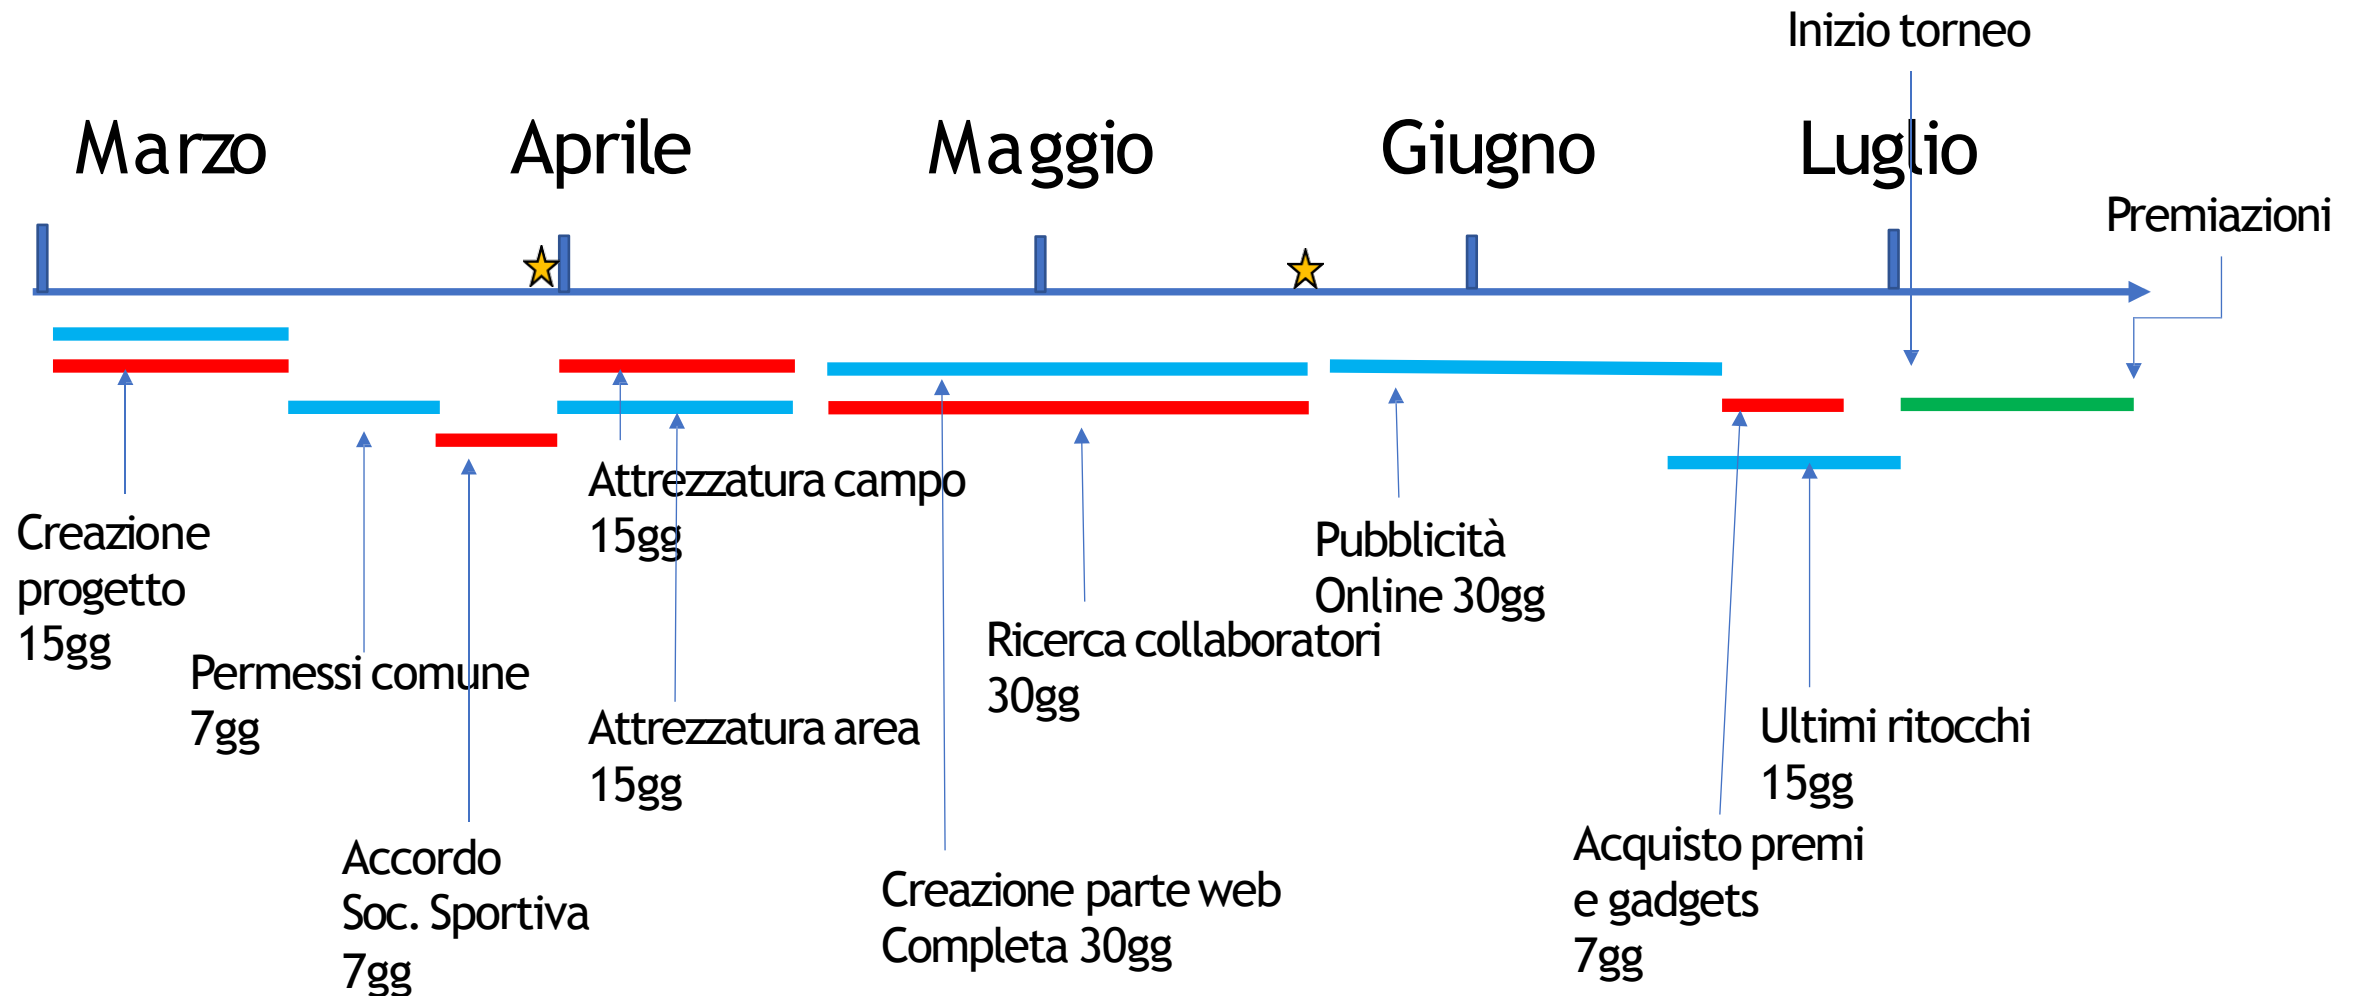 Inizio torneo
Marzo
Aprile
Maggio
Giugno
Luglio
Premiazioni
Creazione
progetto
15gg
Permessi comune
7gg
Accordo
Soc. Sportiva
7gg
Attrezzatura campo
15gg
Attrezzatura area
15gg
Creazione parte web
Completa 30gg
Ricerca collaboratori
30gg
Pubblicità
Online 30gg
Acquisto premi
e gadgets
7gg
Ultimi ritocchi
15gg